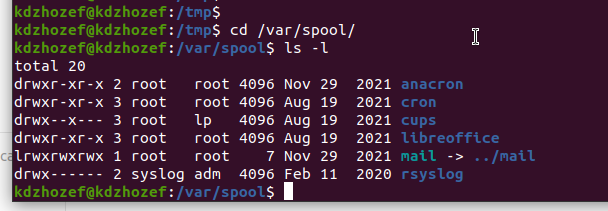 kdzhozef@kdzhozef:/tmp$
kdzhozef@kdzhozef:/tmp$ cd /var/spool/
kdzhozef@kdzhozef:/var/spool$ ls -l
total 20
drwxr-xr-x 2 root   root 4096 Nov 29  2021 anacron
drwxr-xr-x 3 root   root 4096 Aug 19  2021 cron
drwx--x--- 3 root   lp   4096 Aug 19  2021 cups
drwxr-xr-x 3 root   root 4096 Aug 19  2021 libreoffice
lrwxrwxrwx 1 root   root    7 Nov 29  2021 mail -> ../mail
drwx------ 2 syslog adm  4096 Feb 11  2020 rsyslog
kdzhozef@kdzhozef:/var/spool$